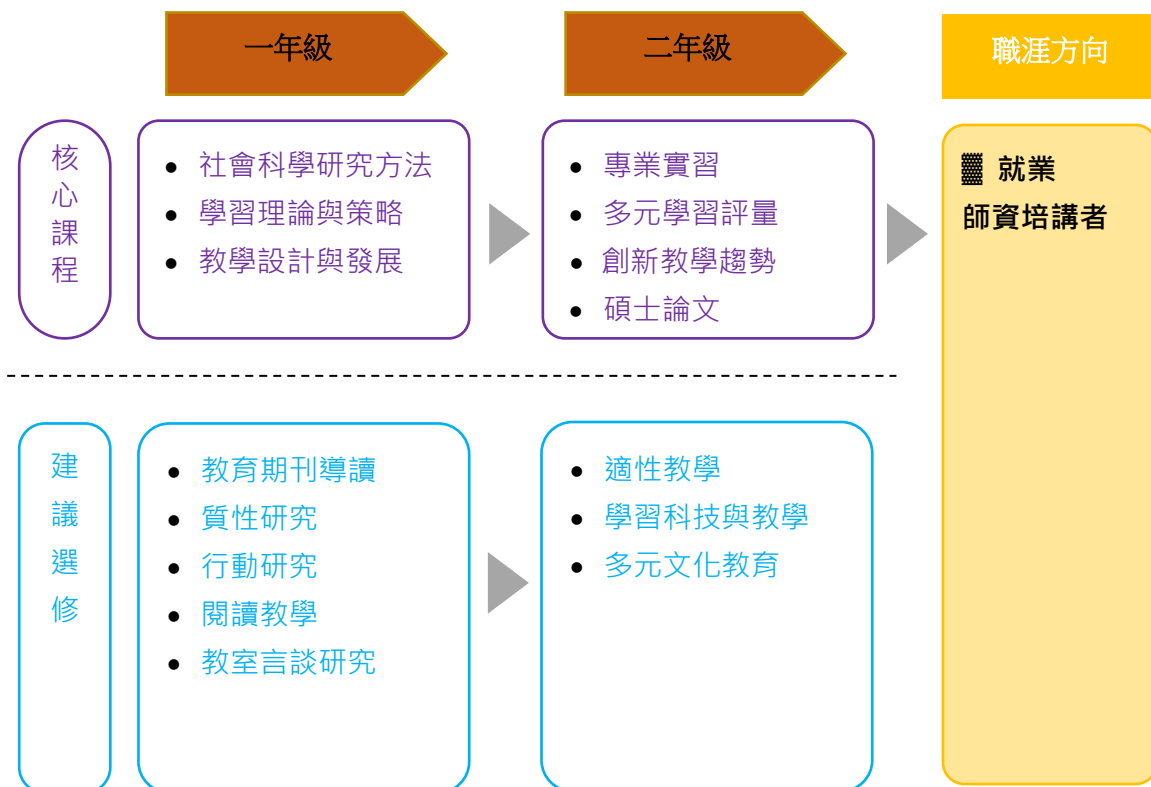 一年級
二年級
職涯方向
核心課程
社會科學研究方法
學習理論與策略
教學設計與發展
專業實習
多元學習評量
創新教學趨勢
碩士論文
▓ 就業
師資培講者
建議選修
教育期刊導讀
質性研究
行動研究
閱讀教學
教室言談研究
適性教學
學習科技與教學
多元文化教育